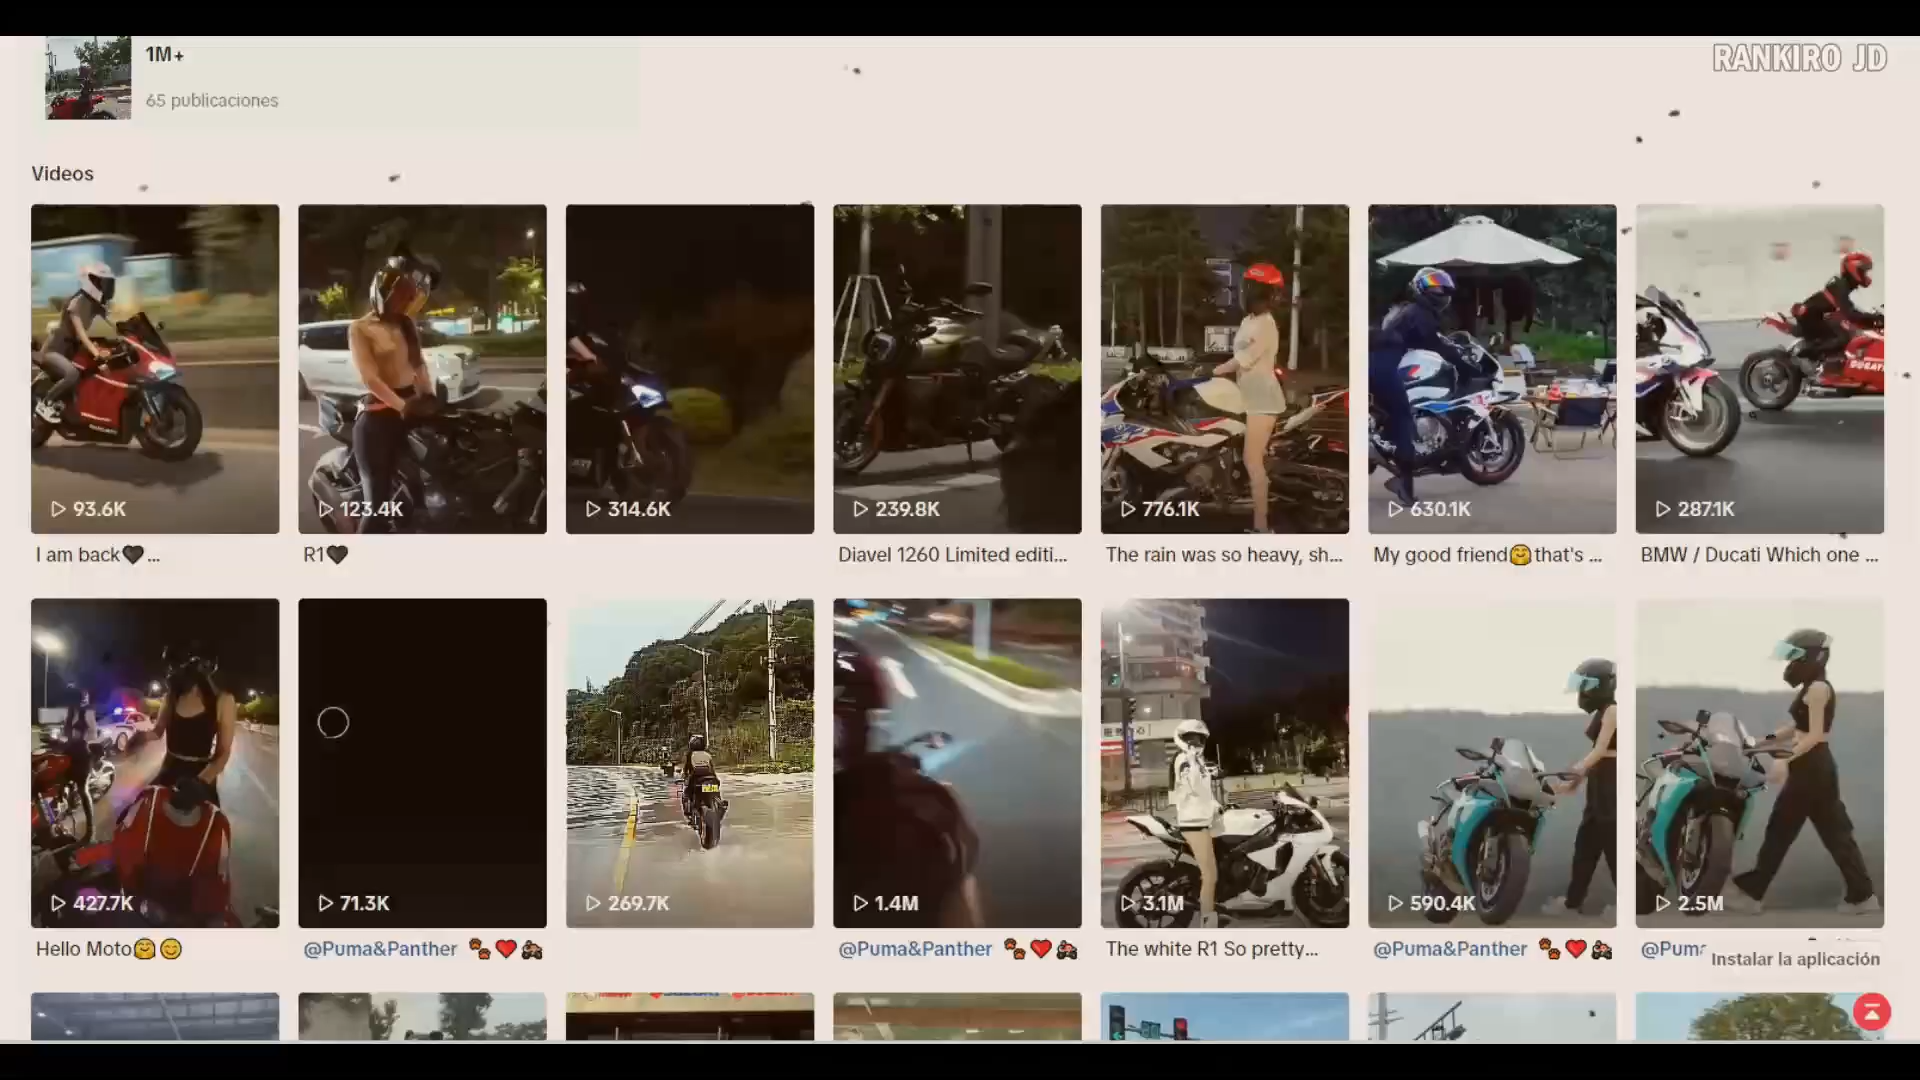 1M+
RANKIRO JD
65 publicaciones
Videos
93.6K
123.4K
314.6K
239.8K
776.1K
630.1K
287.1K
I am back🖤...
R1🖤
Diavel 1260 Limited editi...
The rain was so heavy, sh...
My good friend🤗that's ...
BMW / Ducati Which one ...
DUCATI
427.7K
71.3K
269.7K
1.4M
3.1M
590.4K
2.5M
Hello Moto🤗😊
@Puma&Panther 🐾❤️🏍️
@Puma&Panther 🐾❤️🏍️
The white R1 So pretty...
@Puma&Panther 🐾❤️🏍️
@Puma
Instalar la aplicación